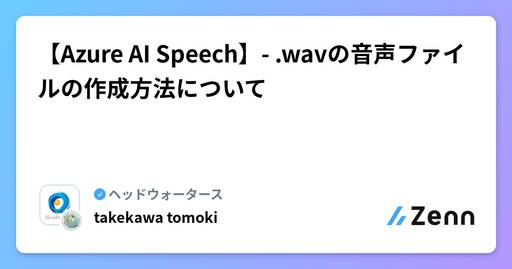 【Azure AI Speech】- .wavの音声ファイ
ルの作成方法について
ヘッドウォータース
takekawa tomoki
Zenn